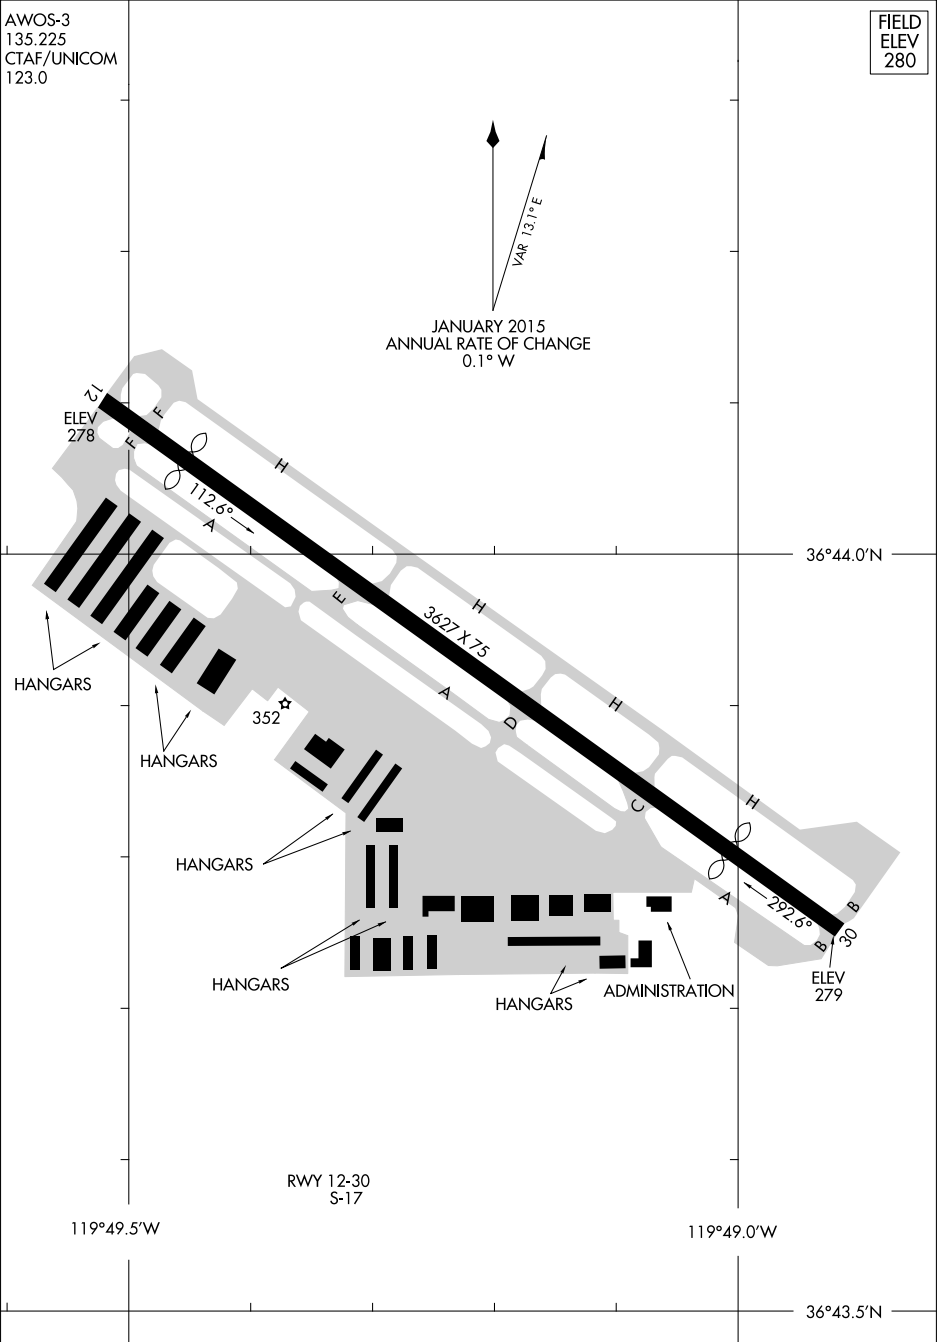 AWOS-3
135.225
CTAF/UNICOM
123.0
FIELD
ELEV
280
VAR 13.1° E
JANUARY 2015
ANNUAL RATE OF CHANGE
0.1° W
12
ELEV
278
F
F
H
112.6°
A
36°44.0'N
E
H
3627 X 75
HANGARS
A
H
D
352
HANGARS
H
C
HANGARS
A
292.6°
B
B
30
HANGARS
HANGARS
ADMINISTRATION
ELEV
279
RWY 12-30
S-17
119°49.5'W
119°49.0'W
36°43.5'N